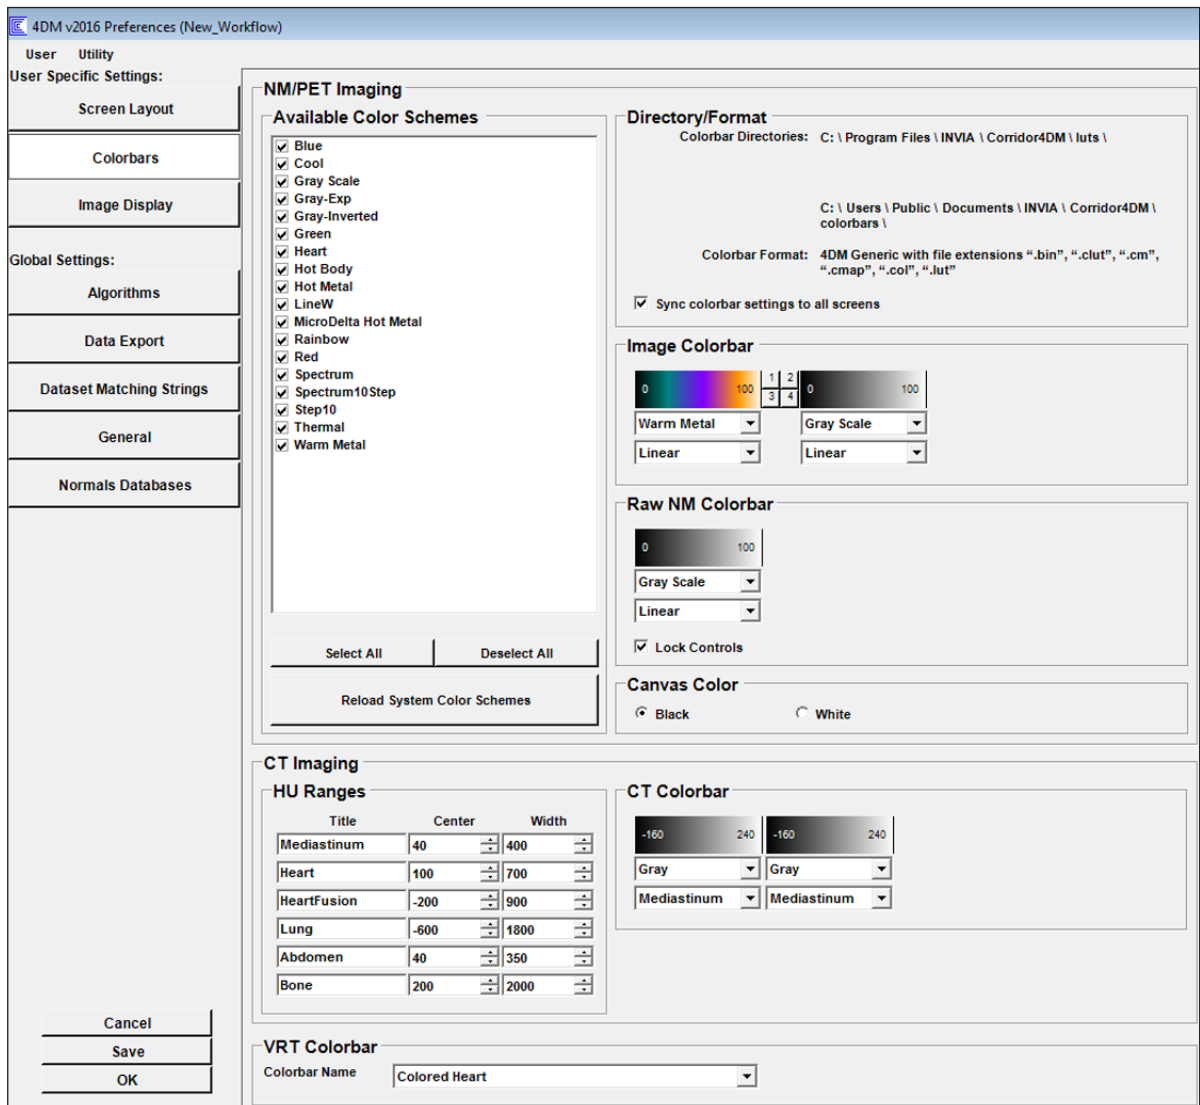 4DM v2016 Preferences (New_Workflow)
User Utility
User Specific Settings:
Screen Layout
Colorbars
Image Display
Global Settings:
Algorithms
Data Export
Dataset Matching Strings
General
Normals Databases
Cancel
Save
OK
NM/PET Imaging
Available Color Schemes
Blue
Cool
Gray Scale
Gray-Exp
Gray-Inverted
Green
Heart
Hot Body
Hot Metal
LineW
MicroDelta Hot Metal
Rainbow
Red
Spectrum
Spectrum10Step
Step10
Thermal
Warm Metal
Select All Deselect All
Reload System Color Schemes
Directory/Format
Colorbar Directories: C: \ Program Files \ INVIA \ Corridor4DM \ luts \
C: \ Users \ Public \ Documents \ INVIA \ Corridor4DM \
colorbars \
Colorbar Format: 4DM Generic with file extensions “.bin”, “.clut”, “.cm”,
“.cmap”, “.col”, “.lut”
Sync colorbar settings to all screens
Image Colorbar
0 100 1 2 0 100
3 4
Warm Metal Gray Scale
Linear Linear
Raw NM Colorbar
0 100
Gray Scale
Linear
Lock Controls
Canvas Color
Black White
CT Imaging
HU Ranges
Title Center Width
Mediastinum 40 400
Heart 100 700
HeartFusion -200 900
Lung -600 1800
Abdomen 40 350
Bone 200 2000
CT Colorbar
-160 240 -160 240
Gray Gray
Mediastinum Mediastinum
VRT Colorbar
Colorbar Name Colored Heart